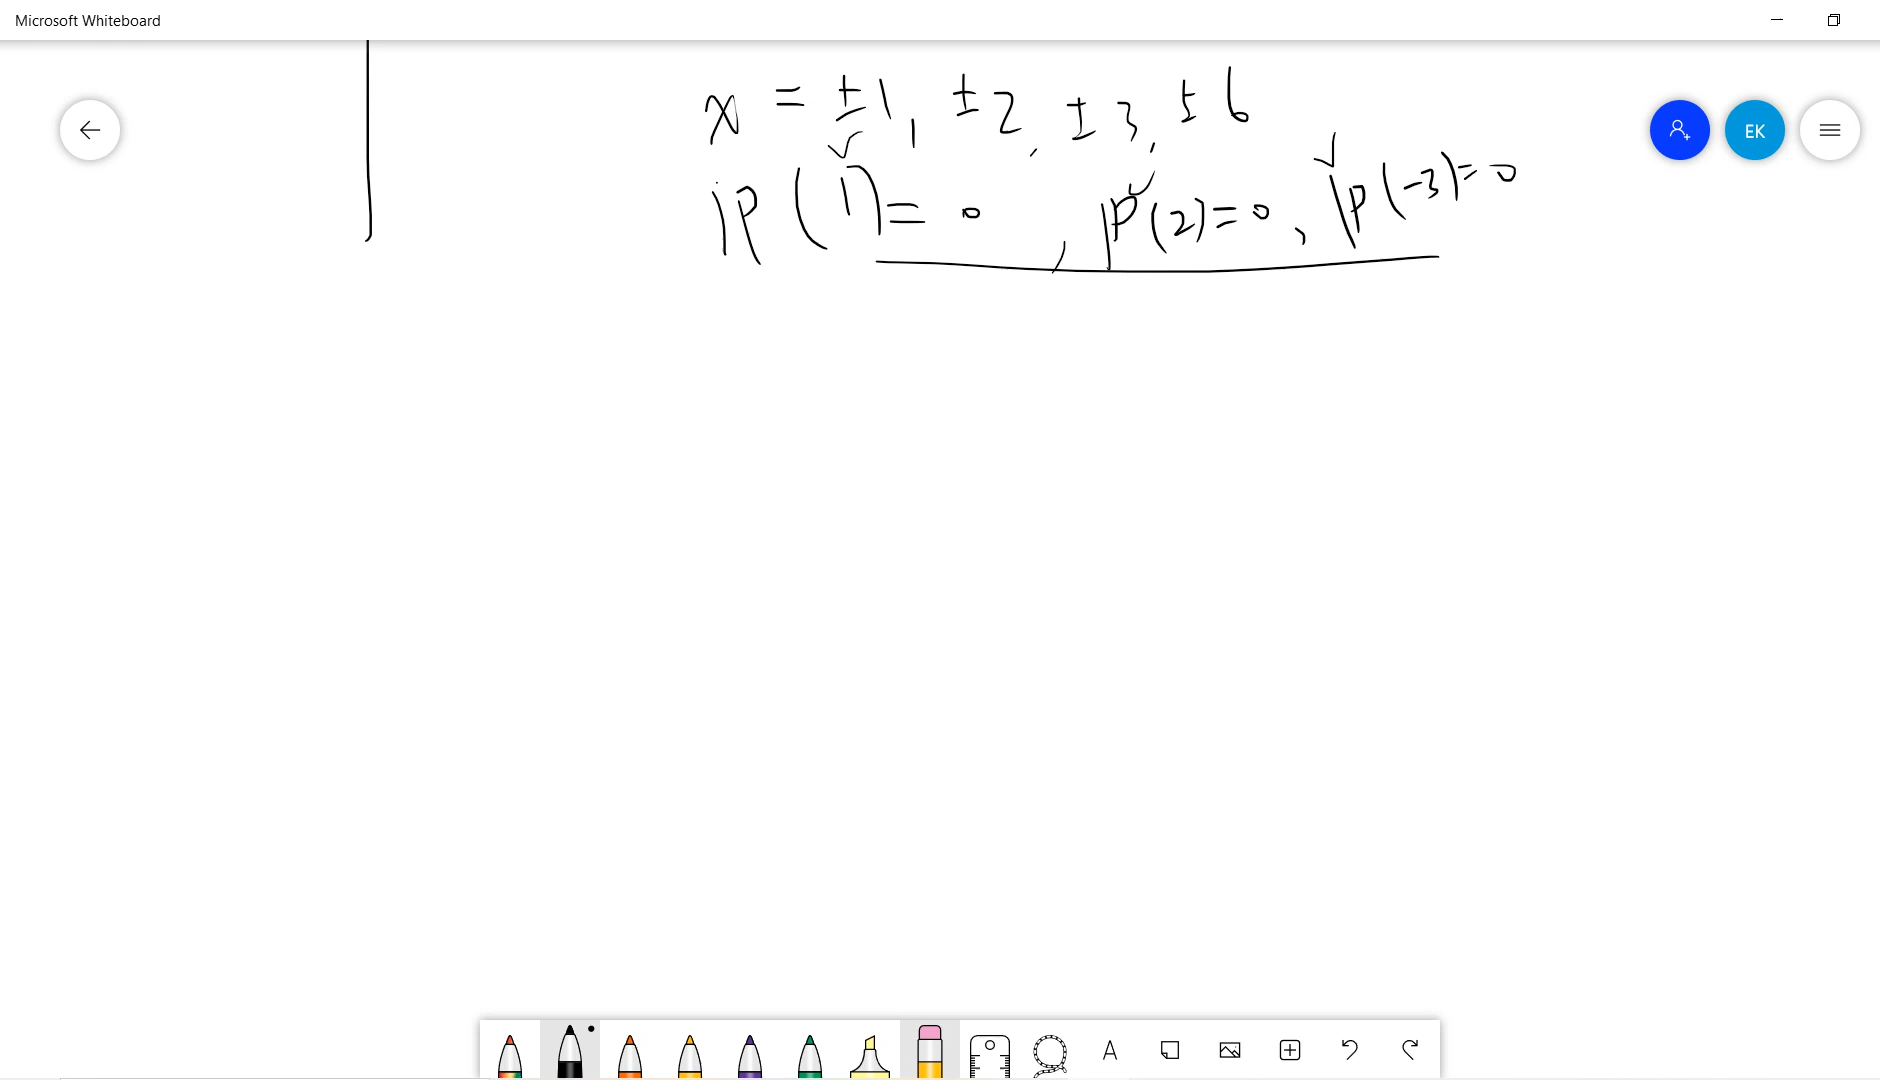 Microsoft Whiteboard
x = ±1, ±2, ±3, ±6
EK
P(1) = 0, P(2) = 0, P(-3) = 0
A